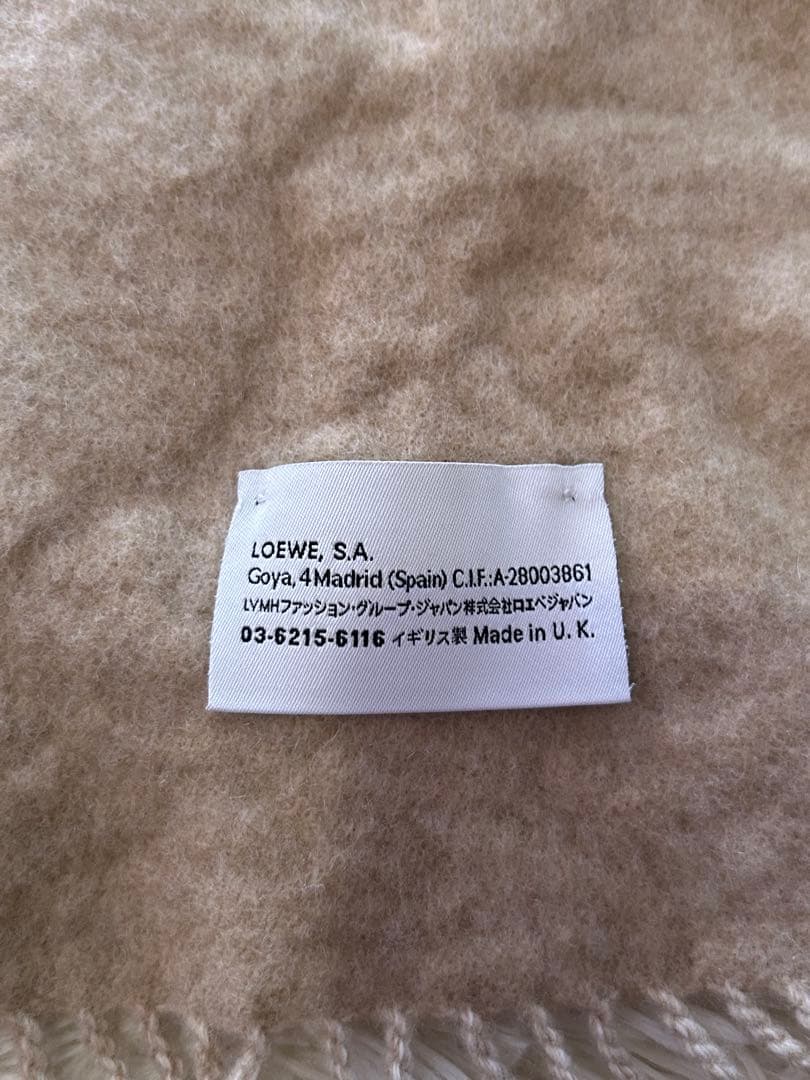 LOEWE, S.A.
Goya, 4 Madrid (Spain) C.I.F.:A-28003861
LVMHファッション・グループ・ジャパン株式会社ロエベジャパン
03-6215-6116 イギリス製 Made in U. K.